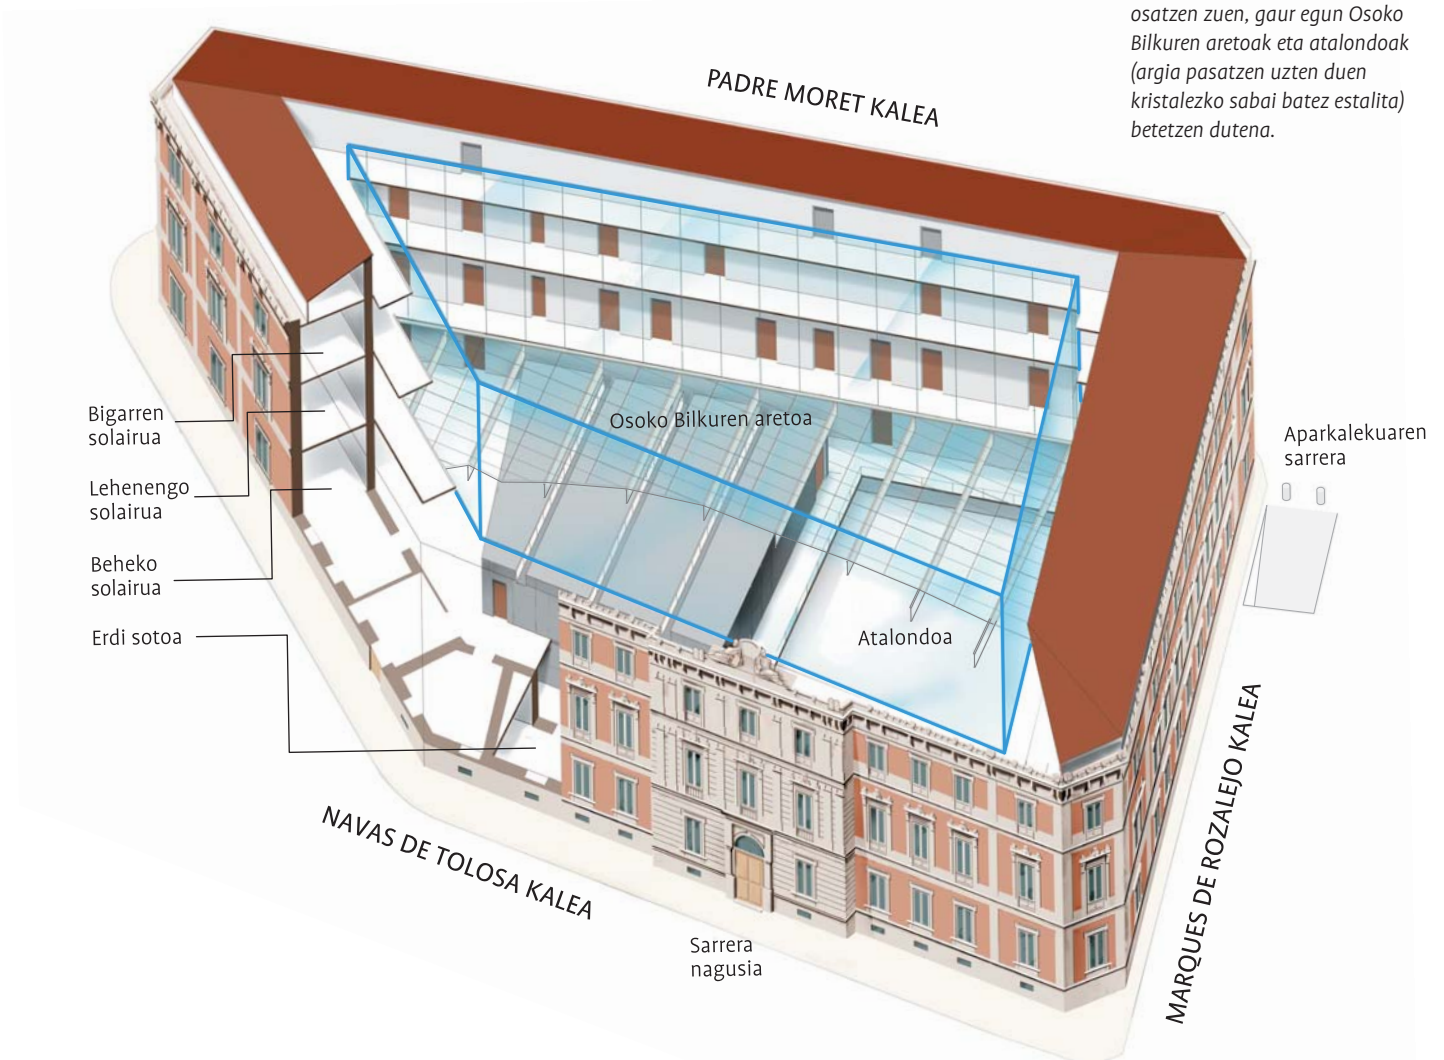 osatzen zuen, gaur egun Osoko
Bilkuren aretoak eta atalondoak
(argia pasatzen uzten duen
kristalezko sabai batez estalita)
betetzen dutena.
PADRE MORET KALEA
Osoko Bilkuren aretoa
Bigarren
solairua
Lehenengo
solairua
Beheko
solairua
Erdi sotoa
Aparkalekuaren
sarrera
Atalondoa
NAVAS DE TOLOSA KALEA
Sarrera
nagusia
MARQUES DE ROZALEJO KALEA